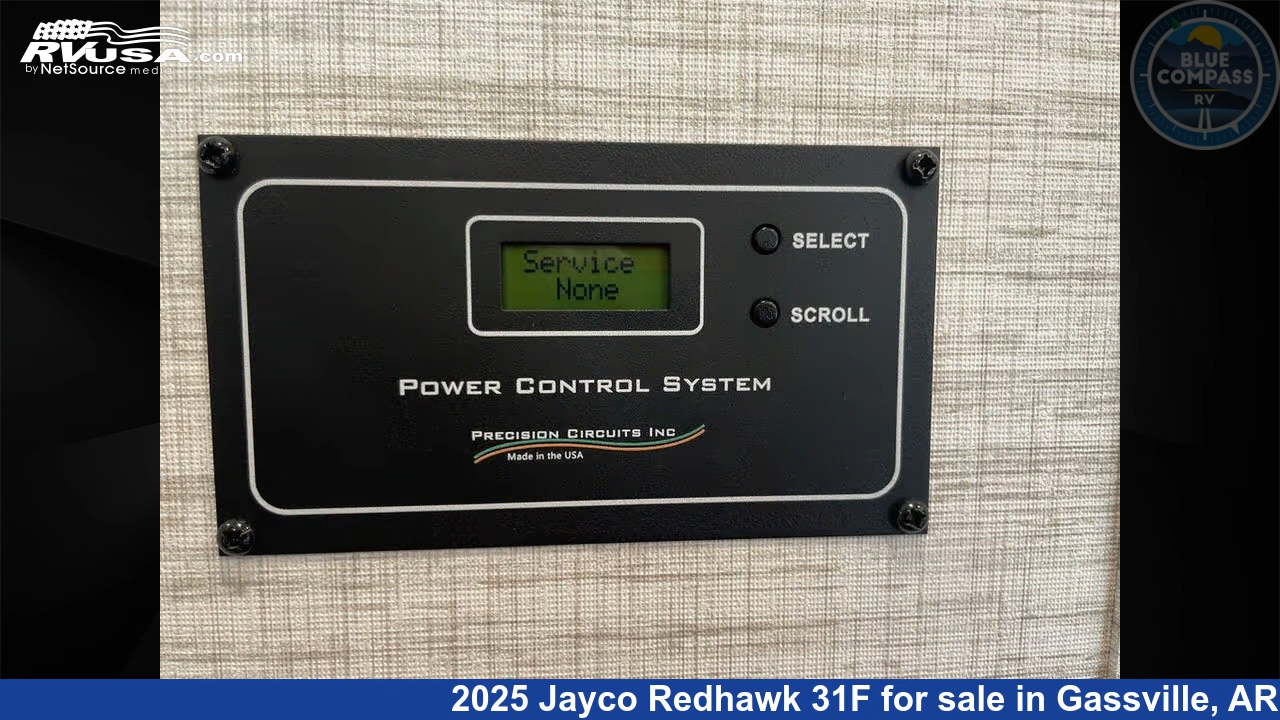 RVUSA.com
by NetSource media
BLUE
COMPASS
RV
Service
None
SELECT
SCROLL
POWER CONTROL SYSTEM
PRECISION CIRCUITS INC
Made in the USA
2025 Jayco Redhawk 31F for sale in Gassville, AR